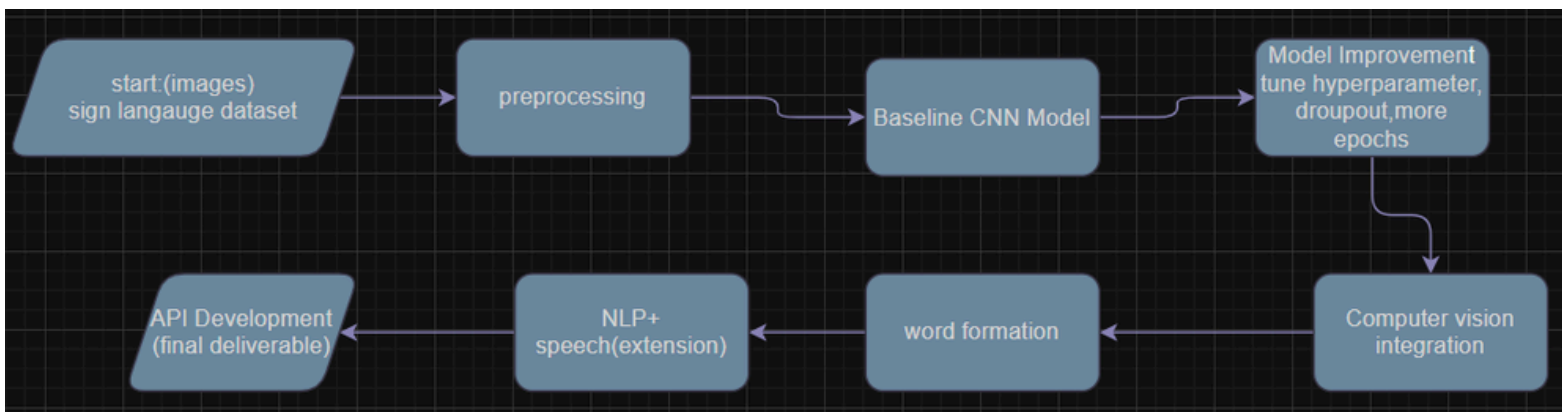 start:(images)
sign langauge dataset
preprocessing
Baseline CNN Model
Model Improvement
tune hyperparameter,
droupout,more
epochs
Computer vision
integration
word formation
NLP+
speech(extension)
API Development
(final deliverable)